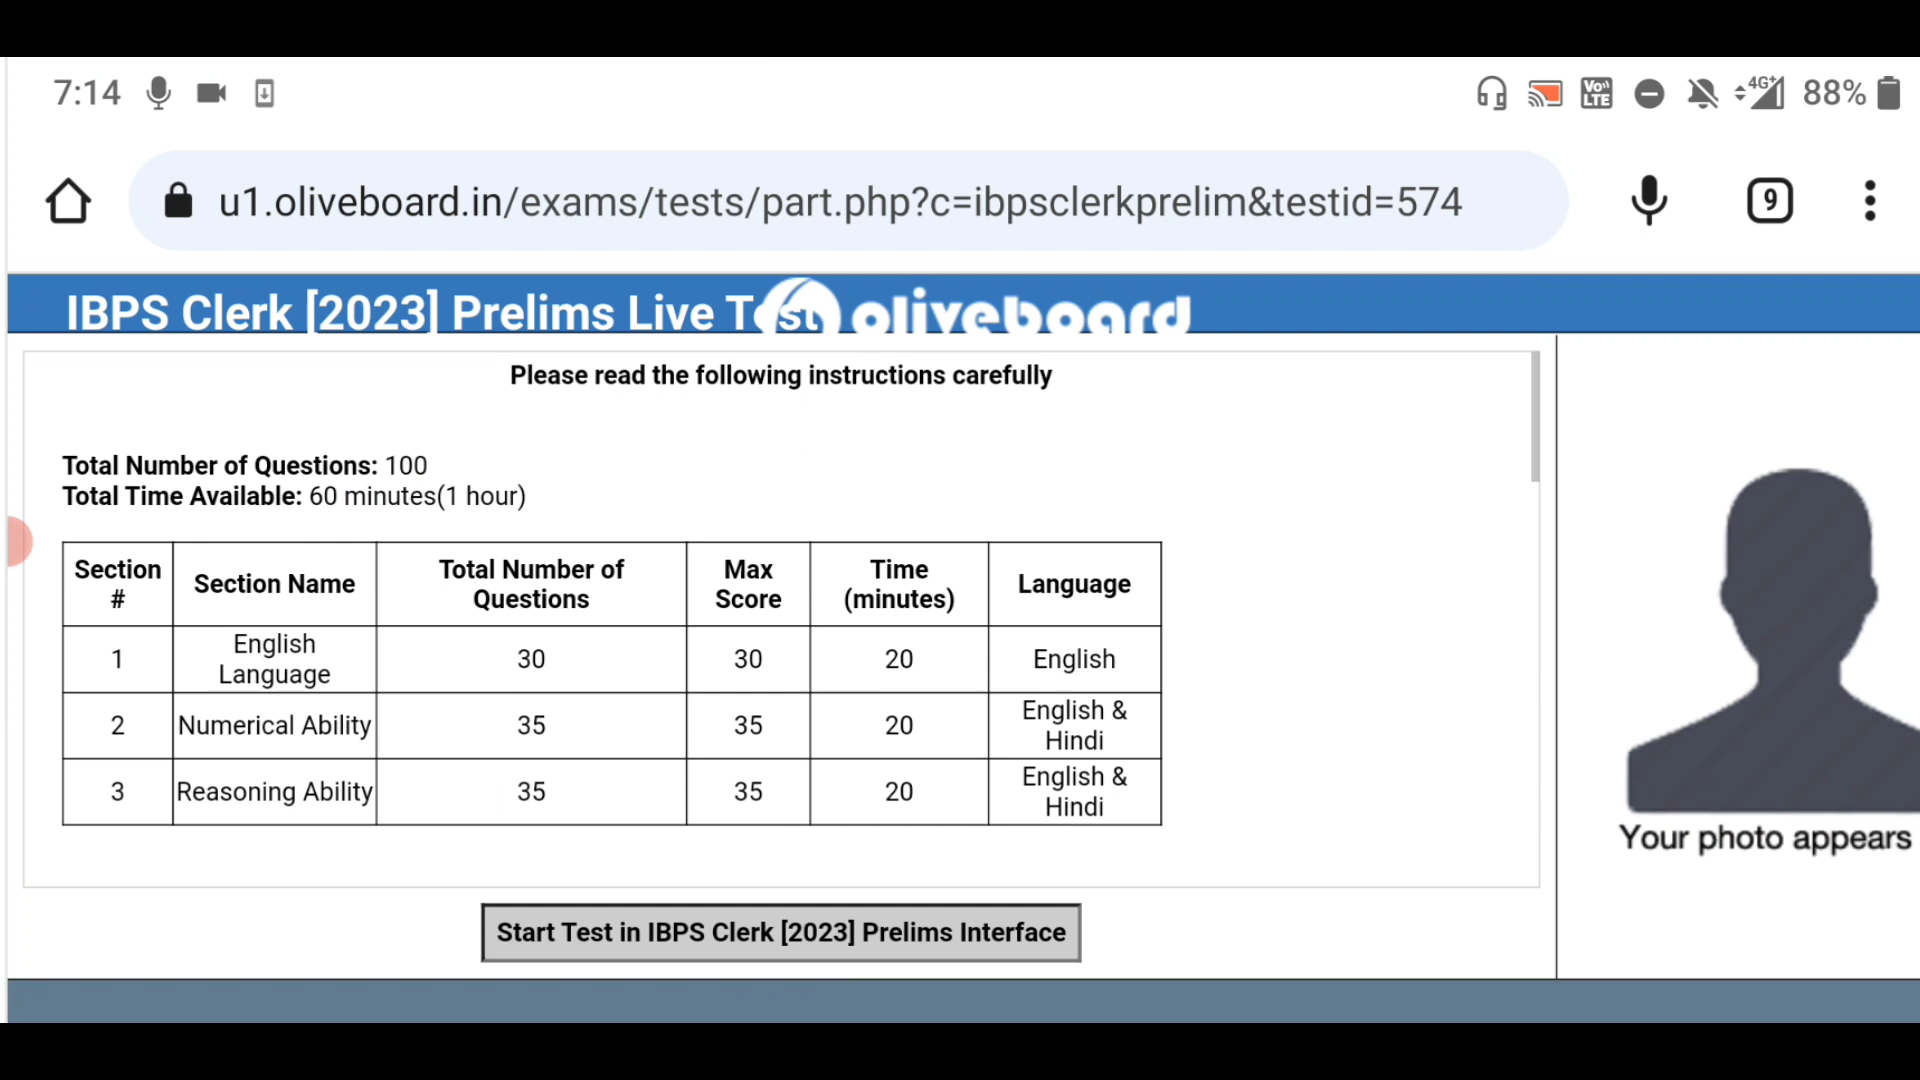 7:14
Vo)) LTE 4G+ 88%
u1.oliveboard.in/exams/tests/part.php?c=ibpsclerkprelim&testid=574
9
IBPS Clerk [2023] Prelims Live Test oliveboard
Please read the following instructions carefully
Total Number of Questions: 100
Total Time Available: 60 minutes(1 hour)
Section # Section Name Total Number of Questions Max Score Time (minutes) Language
1 English Language 30 30 20 English
2 Numerical Ability 35 35 20 English & Hindi
3 Reasoning Ability 35 35 20 English & Hindi
Your photo appears
Start Test in IBPS Clerk [2023] Prelims Interface